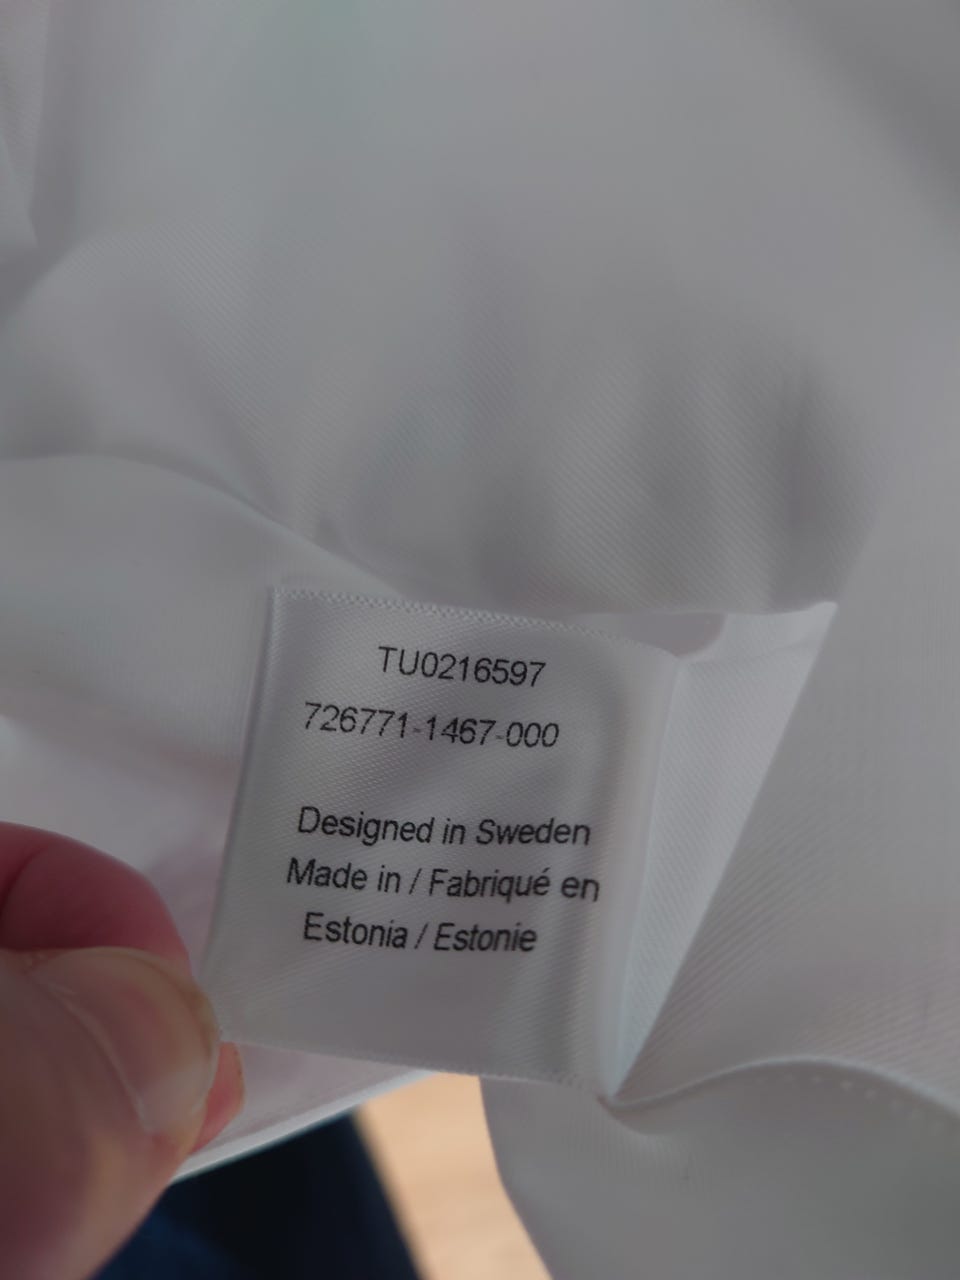 TU0216597
726771-1467-000
Designed in Sweden
Made in / Fabriqué en
Estonia / Estonie